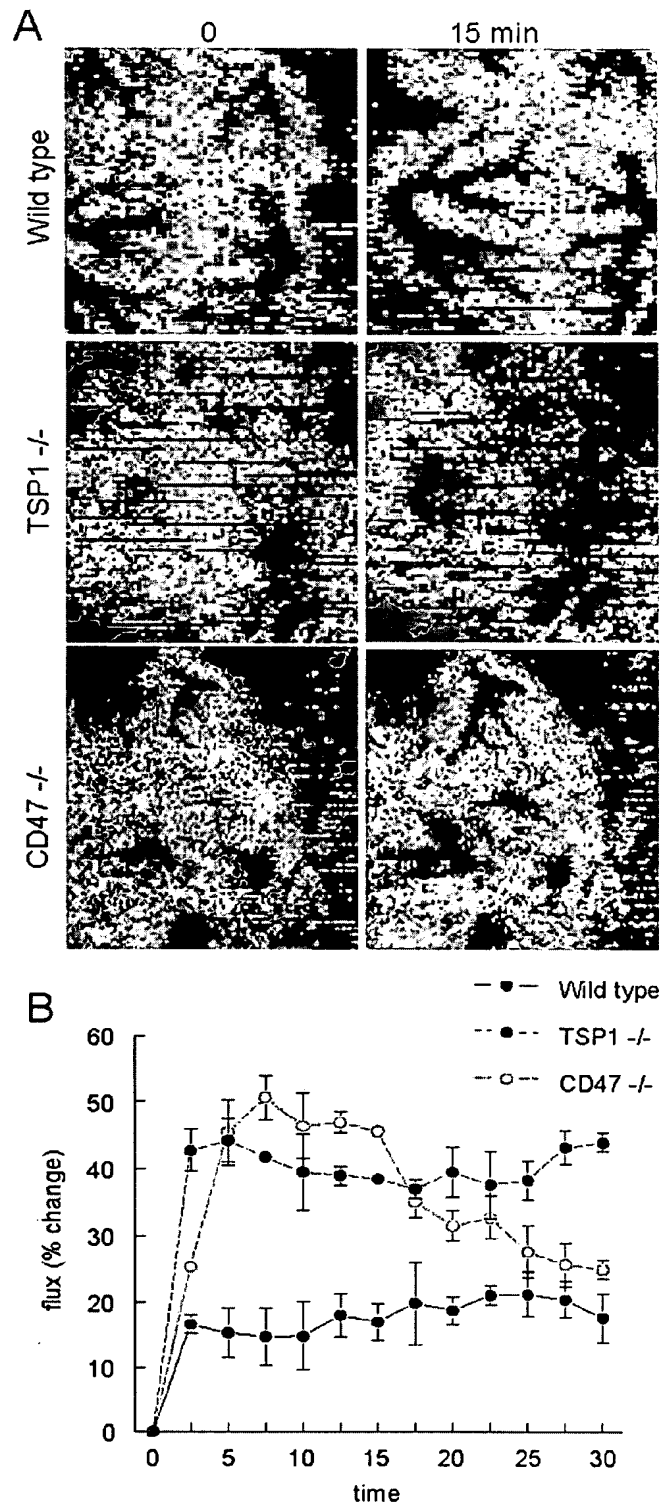 A
0 15 min
Wild type
TSP1 -/-
CD47 -/-
B
Wild type
TSP1 -/-
CD47 -/-
flux (% change)
60
50
40
30
20
10
0
0 5 10 15 20 25 30
time